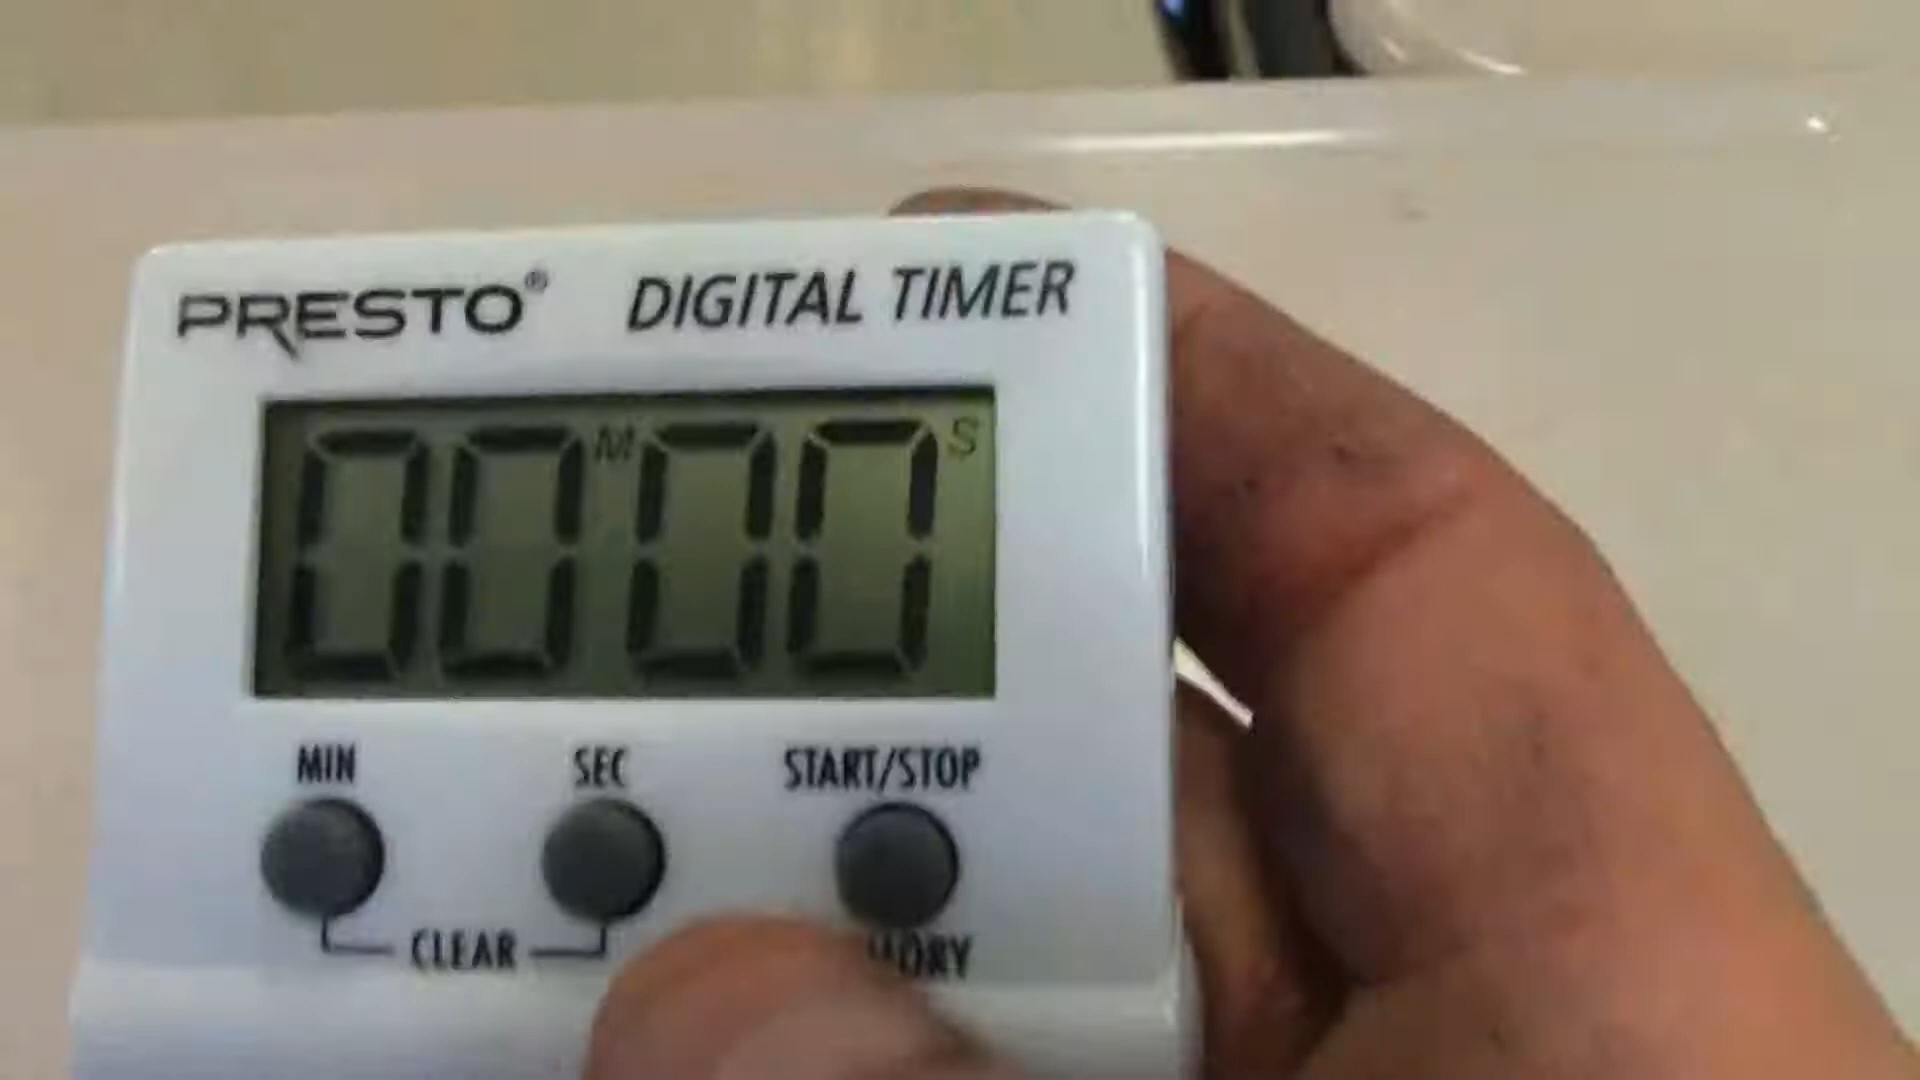 PRESTO® DIGITAL TIMER
00M00S
MIN SEC START/STOP
CLEAR